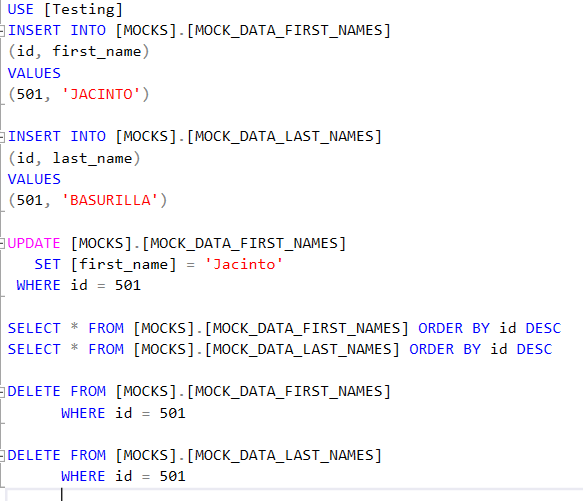 USE [Testing]
INSERT INTO [MOCKS].[MOCK_DATA_FIRST_NAMES]
(id, first_name)
VALUES
(501, 'JACINTO')
INSERT INTO [MOCKS].[MOCK_DATA_LAST_NAMES]
(id, last_name)
VALUES
(501, 'BASURILLA')
UPDATE [MOCKS].[MOCK_DATA_FIRST_NAMES]
SET [first_name] = 'Jacinto'
WHERE id = 501
SELECT * FROM [MOCKS].[MOCK_DATA_FIRST_NAMES] ORDER BY id DESC
SELECT * FROM [MOCKS].[MOCK_DATA_LAST_NAMES] ORDER BY id DESC
DELETE FROM [MOCKS].[MOCK_DATA_FIRST_NAMES]
WHERE id = 501
DELETE FROM [MOCKS].[MOCK_DATA_LAST_NAMES]
WHERE id = 501